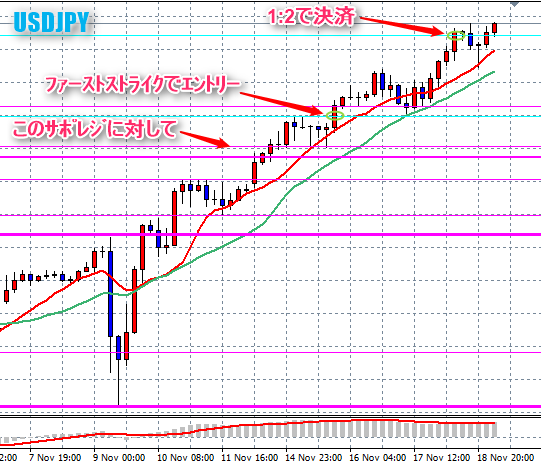 USDJPY
1:2で決済
ファーストストライクでエントリー
このサポレジに対して
7 Nov 19:00 9 Nov 00:00 10 Nov 08:00 11 Nov 16:00 14 Nov 23:00 16 Nov 04:00 17 Nov 12:00 18 Nov 20:00